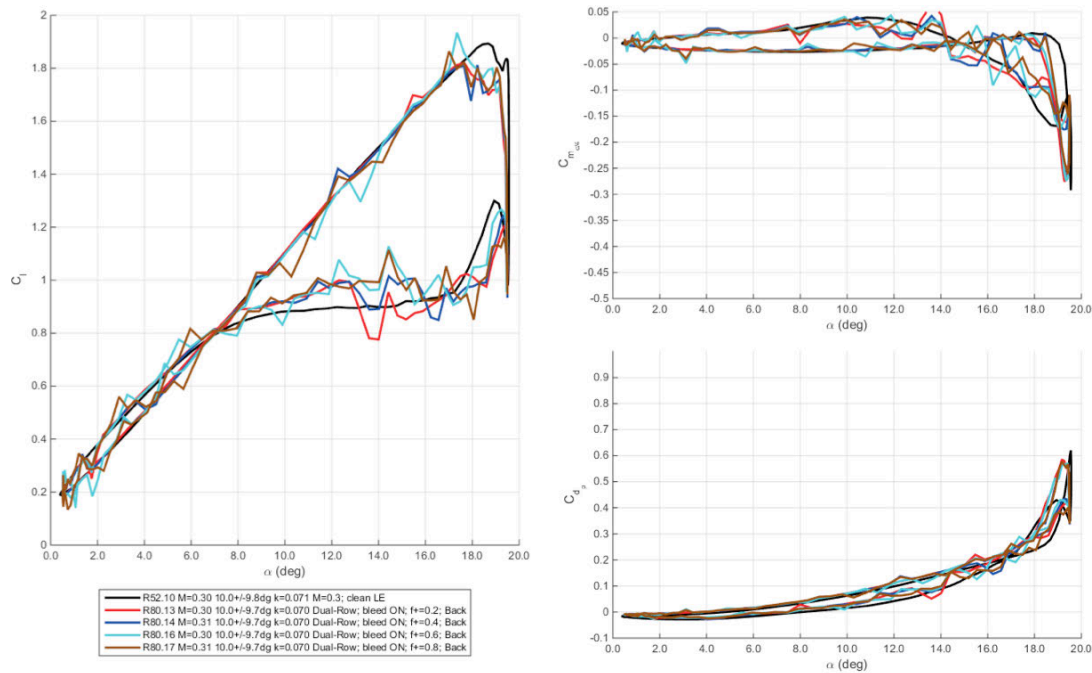 2
1.8
1.6
1.4
1.2
1
0.8
0.6
0.4
0.2
0
C_l
0.0 2.0 4.0 6.0 8.0 10.0 12.0 14.0 16.0 18.0 20.0
α (deg)
R52.10 M=0.30 10.0+/-9.8dg k=0.071 M=0.3; clean LE
R80.13 M=0.30 10.0+/-9.7dg k=0.070 Dual-Row; bleed ON; f+=0.2; Back
R80.14 M=0.31 10.0+/-9.7dg k=0.070 Dual-Row; bleed ON; f+=0.4; Back
R80.16 M=0.30 10.0+/-9.7dg k=0.070 Dual-Row; bleed ON; f+=0.6; Back
R80.17 M=0.31 10.0+/-9.7dg k=0.070 Dual-Row; bleed ON; f+=0.8; Back
0.05
0
-0.05
-0.1
-0.15
-0.2
-0.25
-0.3
-0.35
-0.4
-0.45
-0.5
C_m
0.0 2.0 4.0 6.0 8.0 10.0 12.0 14.0 16.0 18.0 20.0
α (deg)
0.9
0.8
0.7
0.6
0.5
0.4
0.3
0.2
0.1
0
-0.1
C_d_p
0.0 2.0 4.0 6.0 8.0 10.0 12.0 14.0 16.0 18.0 20.0
α (deg)